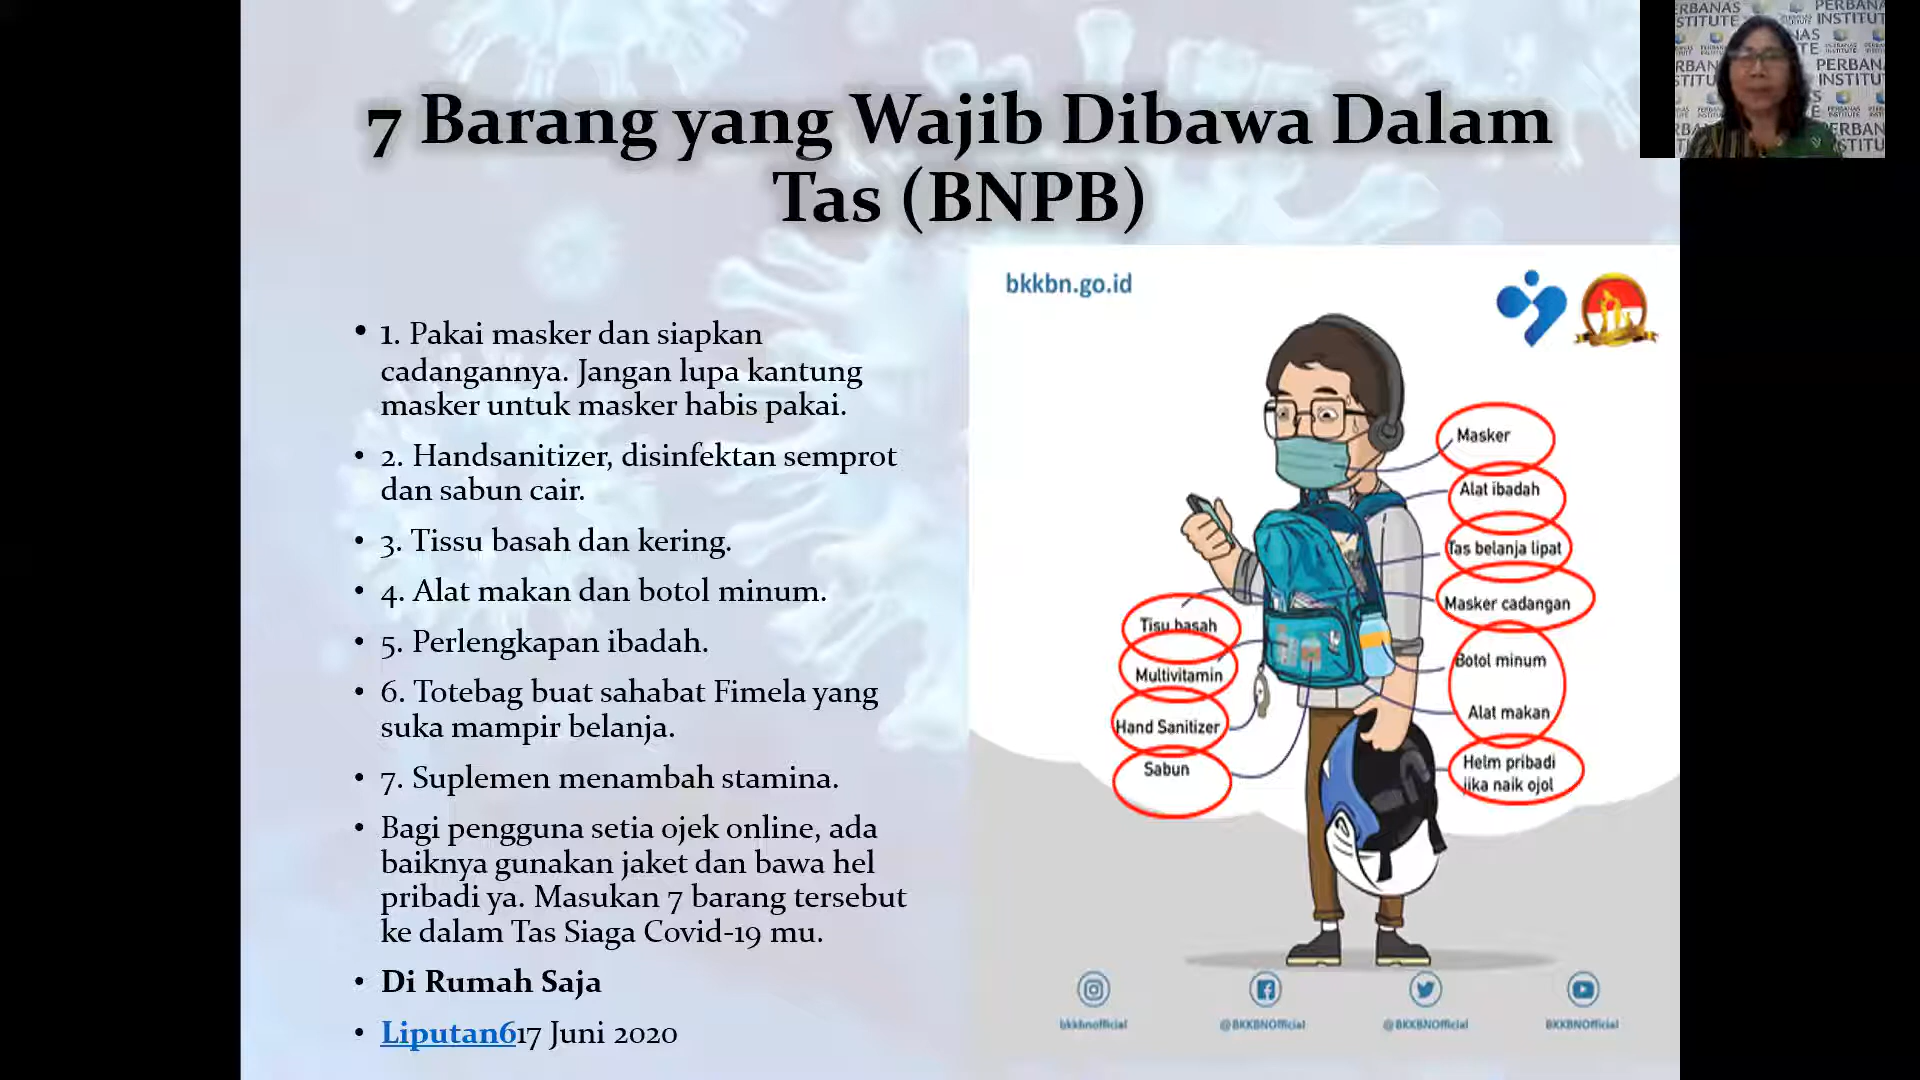 7 Barang yang Wajib Dibawa Dalam
Tas (BNPB)
• 1. Pakai masker dan siapkan
cadangannya. Jangan lupa kantung
masker untuk masker habis pakai.
• 2. Handsanitizer, disinfektan semprot
dan sabun cair.
• 3. Tissu basah dan kering.
• 4. Alat makan dan botol minum.
• 5. Perlengkapan ibadah.
• 6. Totebag buat sahabat Fimela yang
suka mampir belanja.
• 7. Suplemen menambah stamina.
• Bagi pengguna setia ojek online, ada
baiknya gunakan jaket dan bawa hel
pribadi ya. Masukan 7 barang tersebut
ke dalam Tas Siaga Covid-19 mu.
• Di Rumah Saja
• Liputan617 Juni 2020
bkkbn.go.id
Masker
Alat ibadah
Tas belanja lipat
Masker cadangan
Botol minum
Alat makan
Helm pribadi
jika naik ojol
Tisu basah
Multivitamin
Hand Sanitizer
Sabun
bkkbnofficial
@BKKBNOfficial
@BKKBNOfficial
BKKBNOfficial
PERBANAS
INSTITUTE